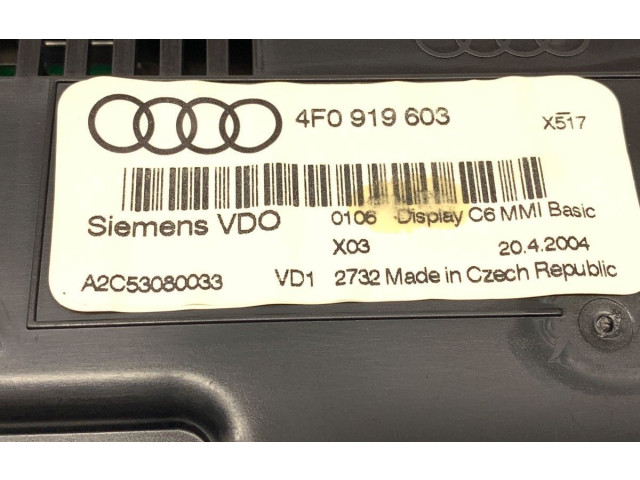 4F0 919 603 X517
Siemens VDO 0106 Display C6 MMI Basic
X03 20.4.2004
A2C53080033 VD1 2732 Made in Czech Republic